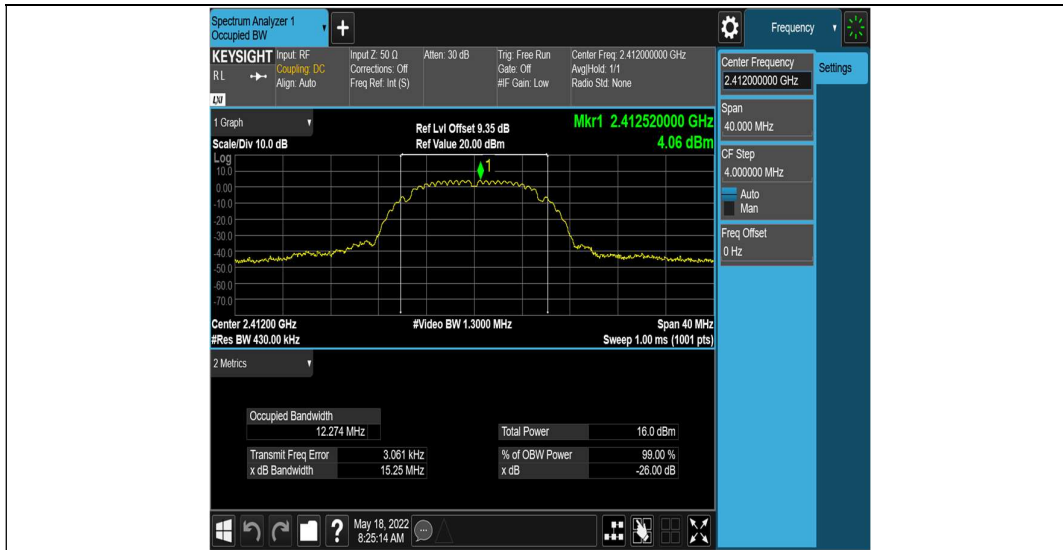 Spectrum Analyzer 1
Occupied BW
+
Frequency
KEYSIGHT
R L
LXI
Input: RF
Coupling: DC
Align: Auto
Input Z: 50 Ω
Corrections: Off
Freq Ref: Int (S)
Atten: 30 dB
Trig: Free Run
Gate: Off
#IF Gain: Low
Center Freq: 2.412000000 GHz
Avg|Hold: 1/1
Radio Std: None
Center Frequency
2.412000000 GHz
Settings
Span
40.000 MHz
CF Step
4.000000 MHz
Auto
Man
Freq Offset
0 Hz
1 Graph
Scale/Div 10.0 dB
Ref Lvl Offset 9.35 dB
Ref Value 20.00 dBm
Mkr1 2.412520000 GHz
4.06 dBm
Log
1
10.0
0.00
-10.0
-20.0
-30.0
-40.0
-50.0
-60.0
-70.0
Center 2.41200 GHz
#Res BW 430.00 kHz
#Video BW 1.3000 MHz
Span 40 MHz
Sweep 1.00 ms (1001 pts)
2 Metrics
Occupied Bandwidth
12.274 MHz
Total Power 16.0 dBm
Transmit Freq Error 3.061 kHz
% of OBW Power 99.00 %
x dB Bandwidth 15.25 MHz
x dB -26.00 dB
?
May 18, 2022
8:25:14 AM